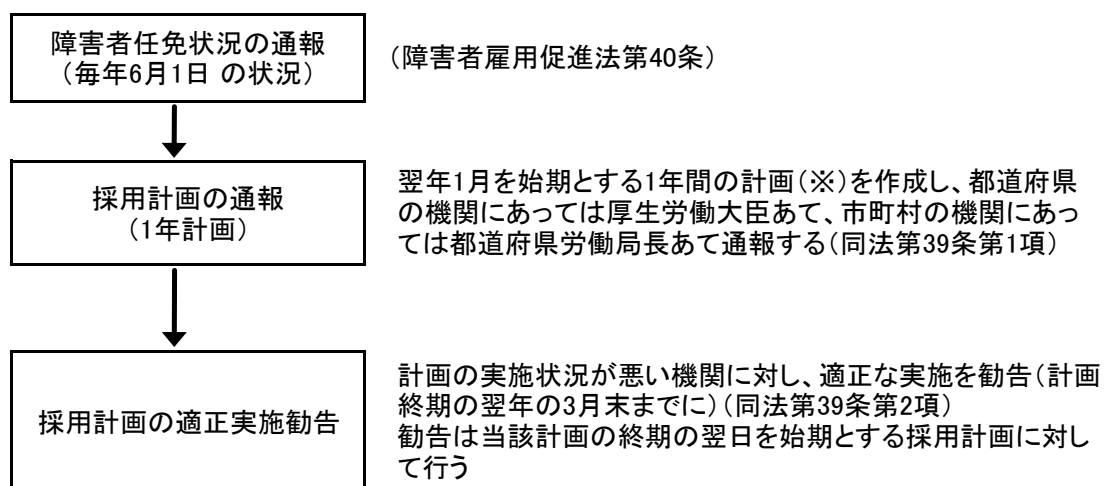 障害者任免状況の通報
（毎年6月1日 の状況）
（障害者雇用促進法第40条）
採用計画の通報
（1年計画）
翌年1月を始期とする1年間の計画（※）を作成し、都道府県
の機関にあっては厚生労働大臣あて、市町村の機関にあっ
ては都道府県労働局長あて通報する（同法第39条第1項）
採用計画の適正実施勧告
計画の実施状況が悪い機関に対し、適正な実施を勧告（計画
終期の翌年の3月末までに）（同法第39条第2項）
勧告は当該計画の終期の翌日を始期とする採用計画に対し
て行う